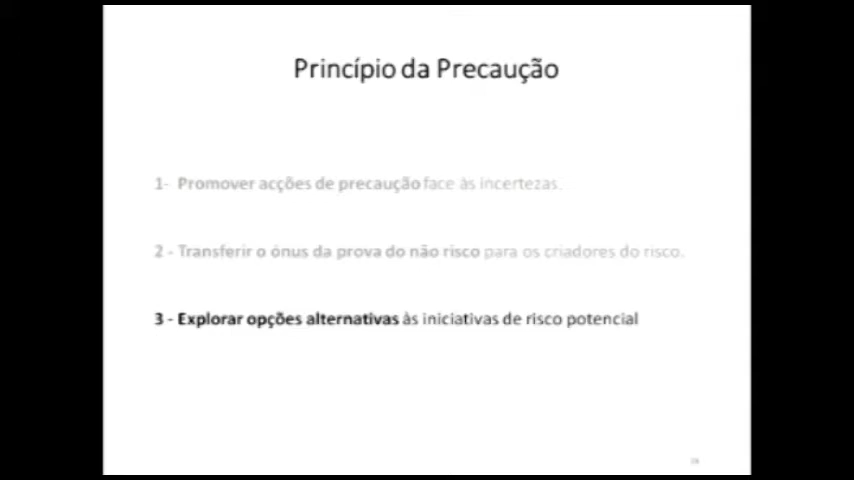 Princípio da Precaução
1- Promover acções de precaução face às incertezas.
2 - Transferir o ónus da prova do não risco para os criadores do risco.
3 - Explorar opções alternativas às iniciativas de risco potencial